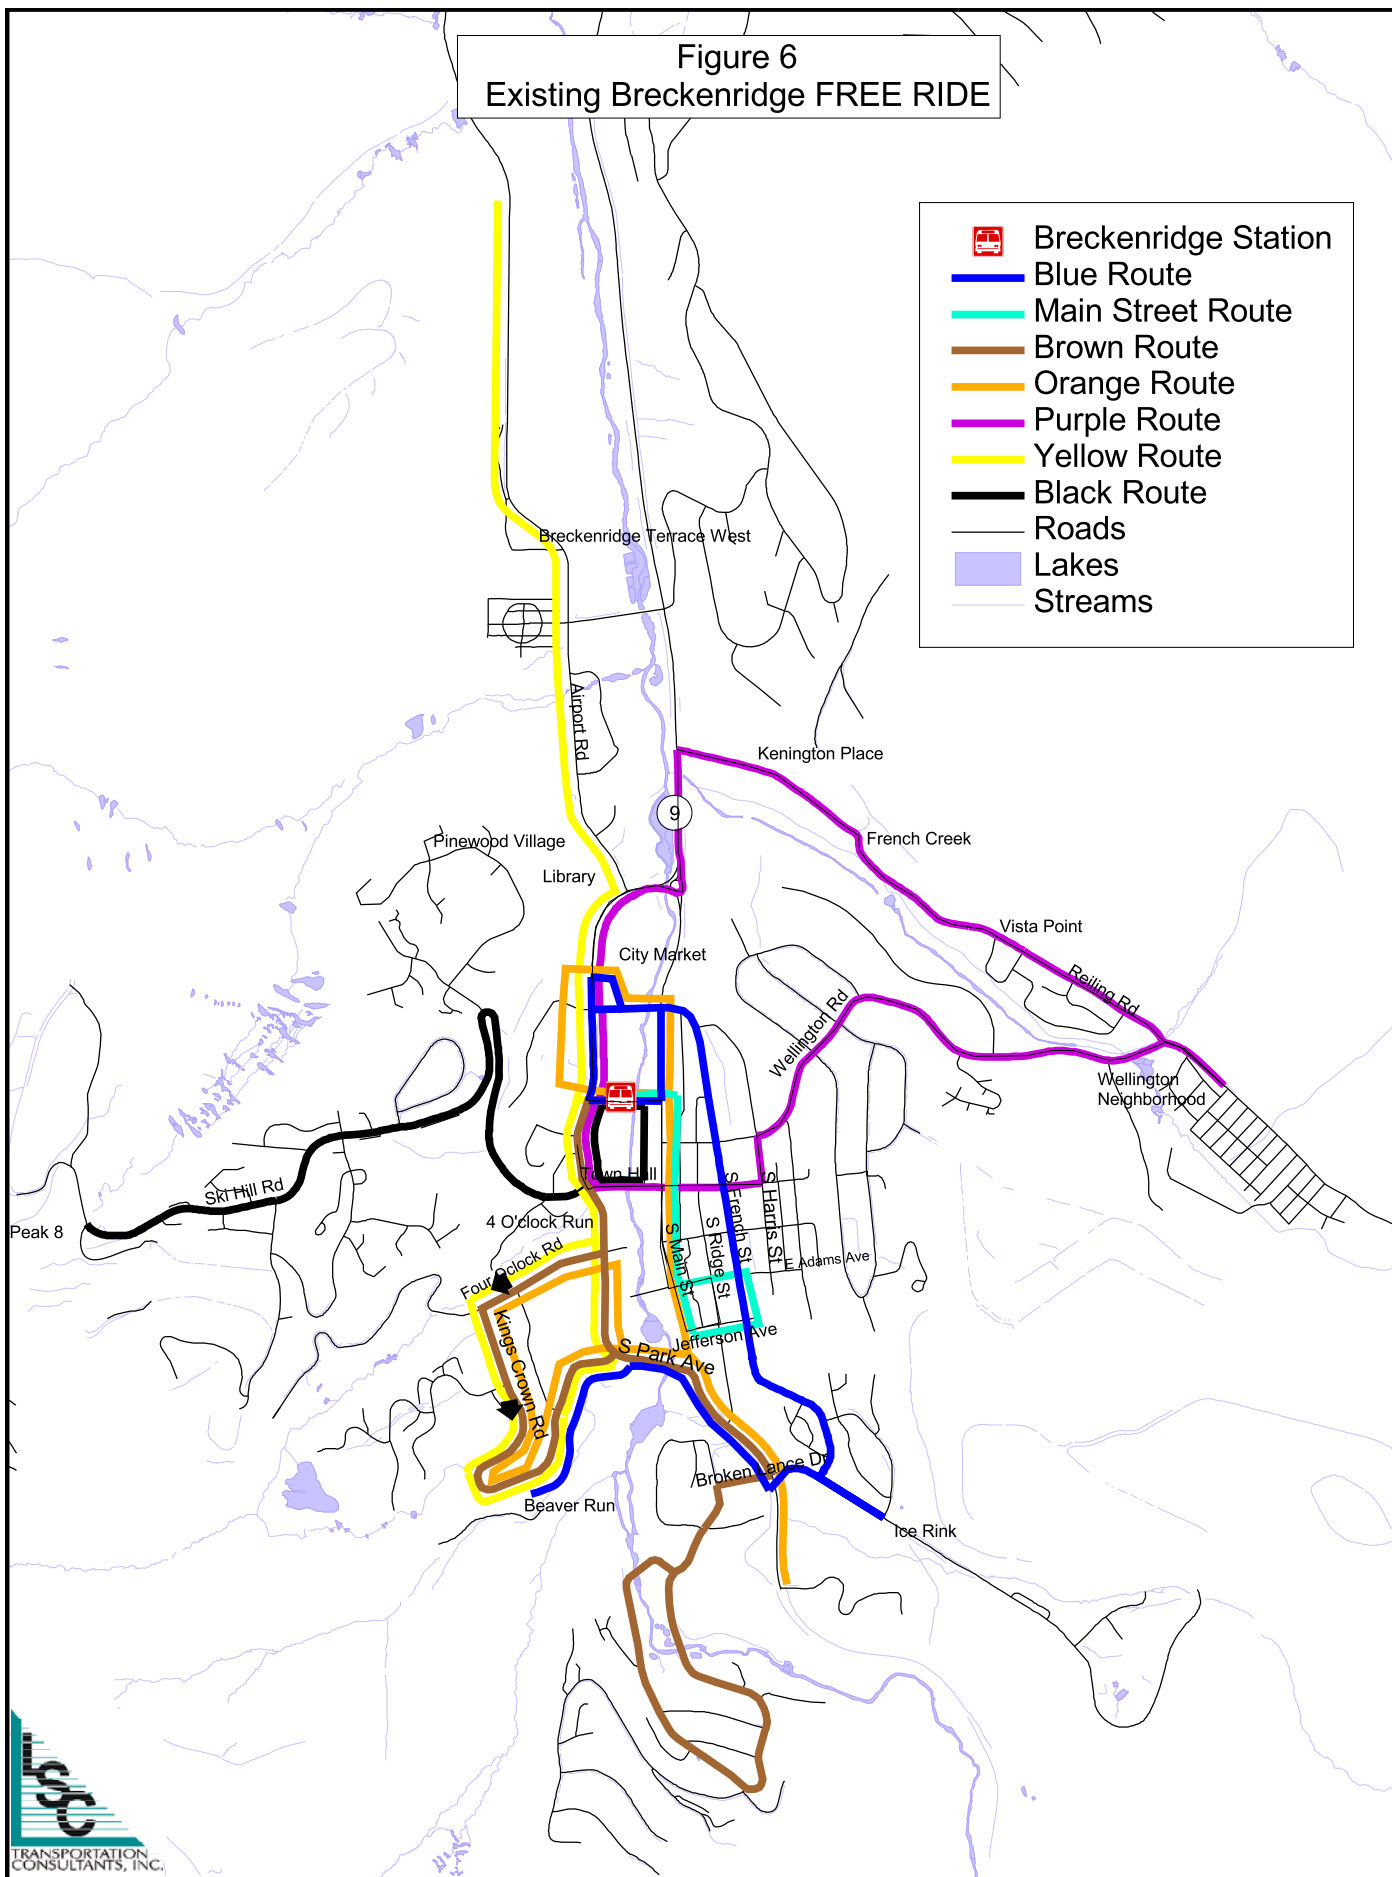 Figure 6
Existing Breckenridge FREE RIDE
Breckenridge Station
Blue Route
Main Street Route
Brown Route
Orange Route
Purple Route
Yellow Route
Black Route
Roads
Lakes
Streams
Breckenridge Terrace West
Airport Rd
Kenington Place
9
Pinewood Village
French Creek
Library
Vista Point
City Market
Reiling Rd
Wellington Rd
Wellington
Neighborhood
Town Hall
Ski Hill Rd
Peak 8
4 O'clock Run
Four Oclock Rd
S Main St
S Ridge St
S French St
S Harris St
E Adams Ave
Kings Crown Rd
Jefferson Ave
S Park Ave
Broken Lance Dr
Beaver Run
Ice Rink
LSC
TRANSPORTATION
CONSULTANTS, INC.